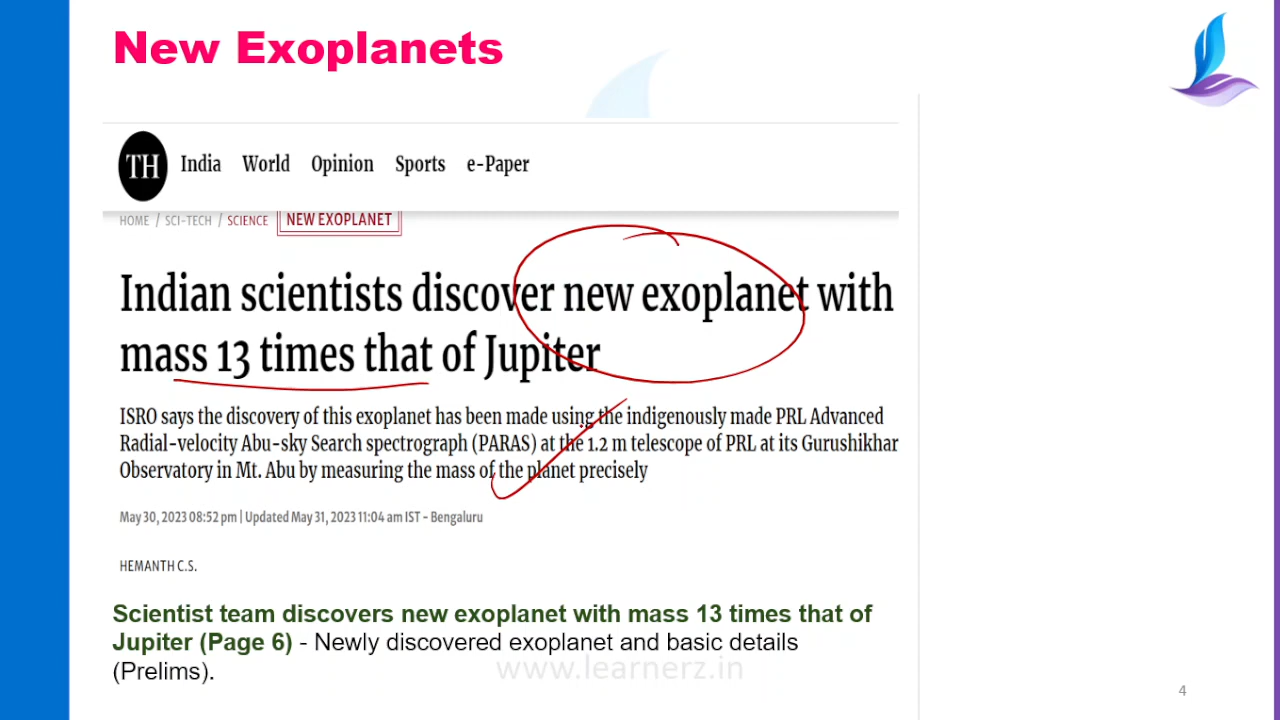 New Exoplanets
TH India World Opinion Sports e-Paper
HOME / SCI-TECH / SCIENCE NEW EXOPLANET
Indian scientists discover new exoplanet with
mass 13 times that of Jupiter
ISRO says the discovery of this exoplanet has been made using the indigenously made PRL Advanced
Radial-velocity Abu-sky Search spectrograph (PARAS) at the 1.2 m telescope of PRL at its Gurushikhar
Observatory in Mt. Abu by measuring the mass of the planet precisely
May 30, 2023 08:52 pm | Updated May 31, 2023 11:04 am IST - Bengaluru
HEMANTH C.S.
Scientist team discovers new exoplanet with mass 13 times that of
Jupiter (Page 6) - Newly discovered exoplanet and basic details
(Prelims).
www.learnerz.in
4